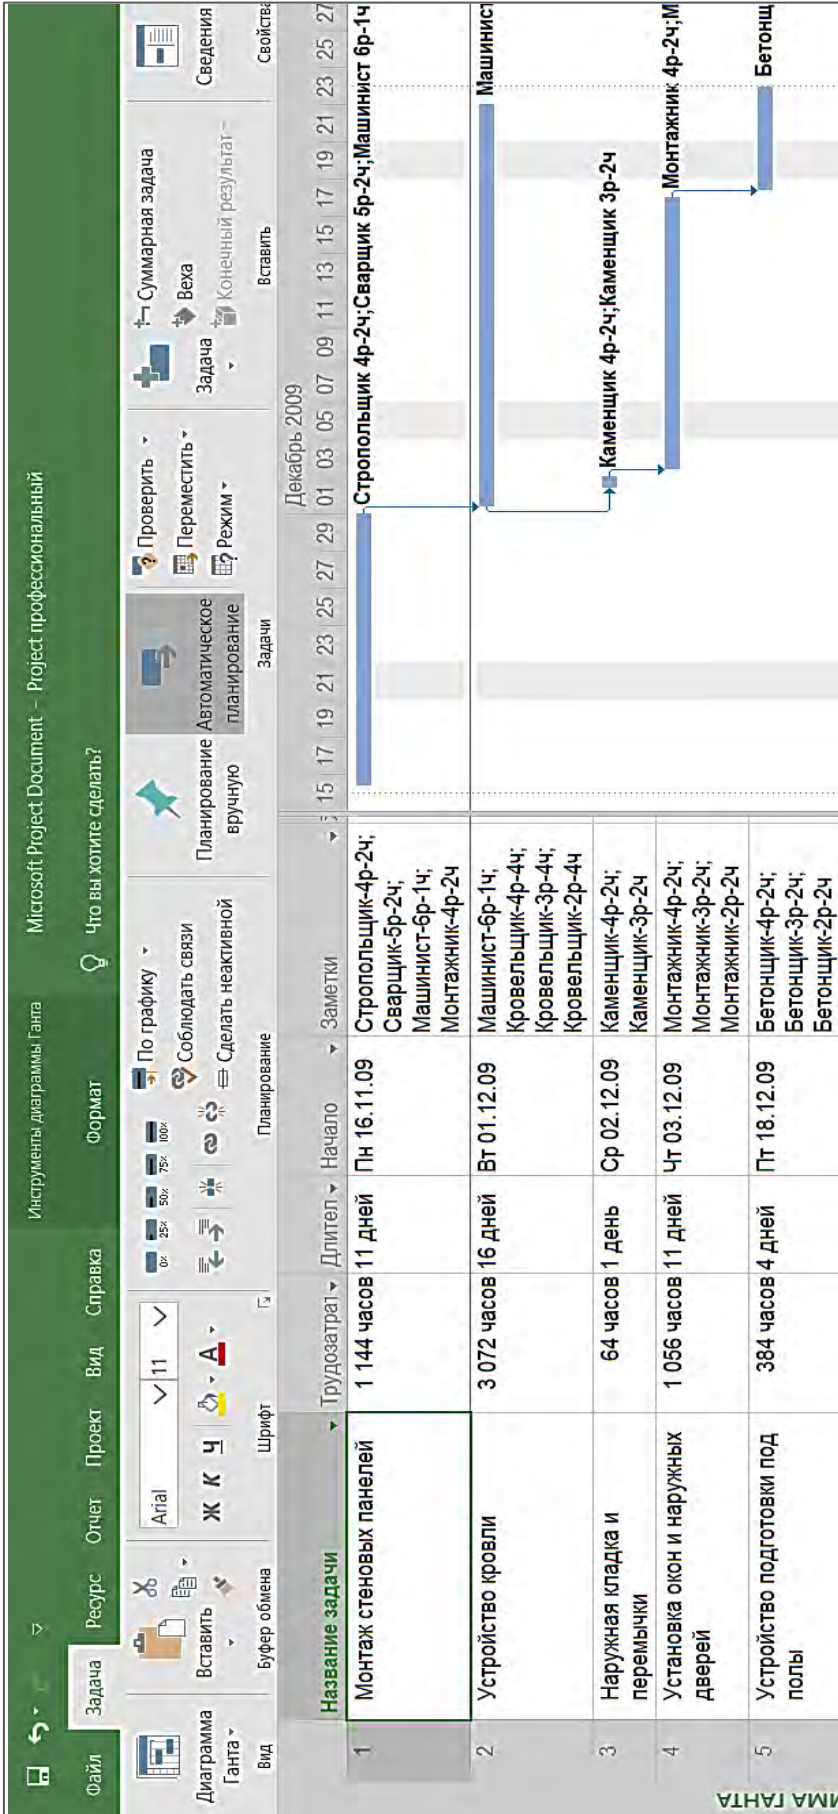 Инструменты диаграммы Ганта
Microsoft Project Document - Project профессиональный
Файл Задача Ресурс Отчет Проект Вид Справка Формат Что вы хотите сделать?
Диаграмма
Ганта
Вид
Вставить
Буфер обмена
Arial 11
Ж К Ч А
Шрифт
0% 25% 50% 75% 100%
По графику
Соблюдать связи
Сделать неактивной
Планирование
Планирование
вручную
Автоматическое
планирование
Проверить
Переместить
Режим
Задачи
Задача
Суммарная задача
Веха
Конечный результат
Вставить
Сведения
Свойства
Название задачи Трудозатрат Длител Начало Заметки
Декабрь 2009
15 17 19 21 23 25 27 29 01 03 05 07 09 11 13 15 17 19 21 23 25 27
1 Монтаж стеновых панелей 1 144 часов 11 дней Пн 16.11.09 Стропольщик-4р-2ч;
Сварщик-5р-2ч;
Машинист-6р-1ч;
Монтажник-4р-2ч
Стропольщик 4р-2ч;Сварщик 5р-2ч;Машинист 6р-1ч
2 Устройство кровли 3 072 часов 16 дней Вт 01.12.09 Машинист-6р-1ч;
Кровельщик-4р-4ч;
Кровельщик-3р-4ч;
Кровельщик-2р-4ч
Машинист
3 Наружная кладка и
перемычки
64 часов 1 день Ср 02.12.09 Каменщик-4р-2ч;
Каменщик-3р-2ч
Каменщик 4р-2ч;Каменщик 3р-2ч
4 Установка окон и наружных
дверей
1 056 часов 11 дней Чт 03.12.09 Монтажник-4р-2ч;
Монтажник-3р-2ч;
Монтажник-2р-2ч
Монтажник 4р-2ч;М
5 Устройство подготовки под
полы
384 часов 4 дней Пт 18.12.09 Бетонщик-4р-2ч;
Бетонщик-3р-2ч;
Бетонщик-2р-2ч
Бетонщ
ИМА ГАНТА